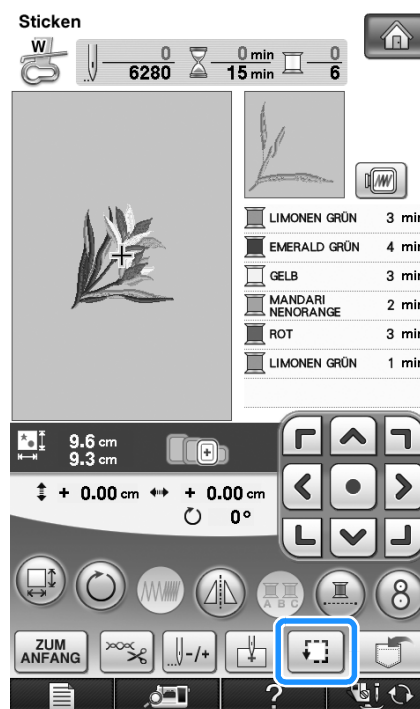 Sticken
W
0 0 min 0
6280 15 min 6
LIMONEN GRÜN 3 min
EMERALD GRÜN 4 min
GELB 3 min
MANDARI
NENORANGE 2 min
ROT 3 min
LIMONEN GRÜN 1 min
9.6 cm
9.3 cm
+ 0.00 cm + 0.00 cm
0°
A B C
8
ZUM
ANFANG
-/+
?